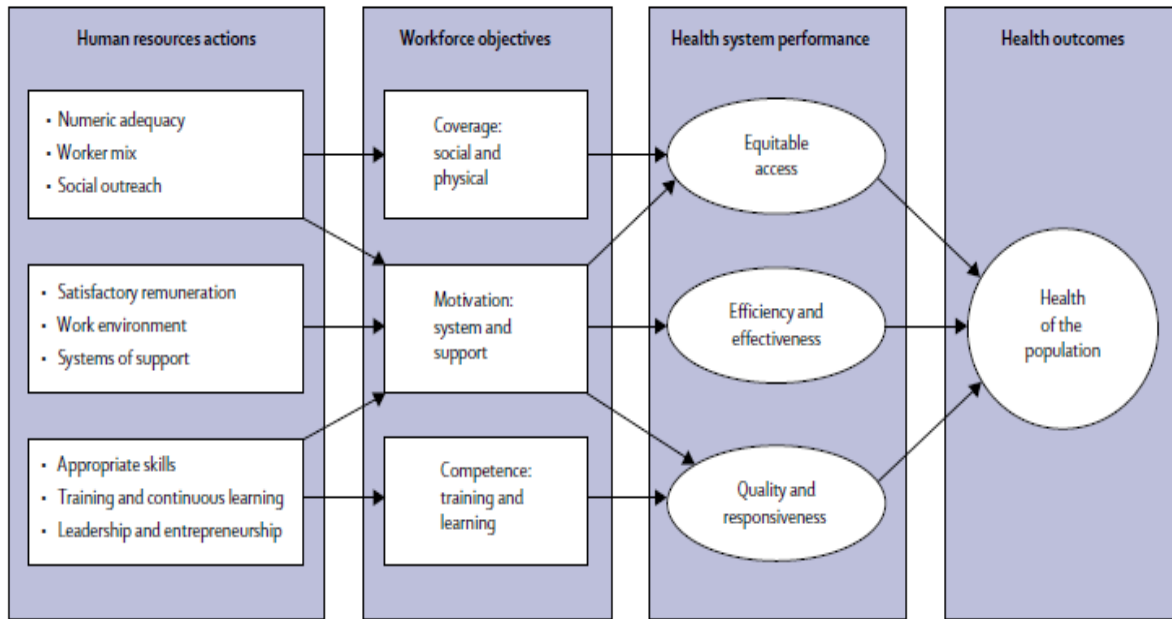 Human resources actions
• Numeric adequacy
• Worker mix
• Social outreach
• Satisfactory remuneration
• Work environment
• Systems of support
• Appropriate skills
• Training and continuous learning
• Leadership and entrepreneurship
Workforce objectives
Coverage:
social and
physical
Motivation:
system and
support
Competence:
training and
learning
Health system performance
Equitable
access
Efficiency and
effectiveness
Quality and
responsiveness
Health outcomes
Health
of the
population